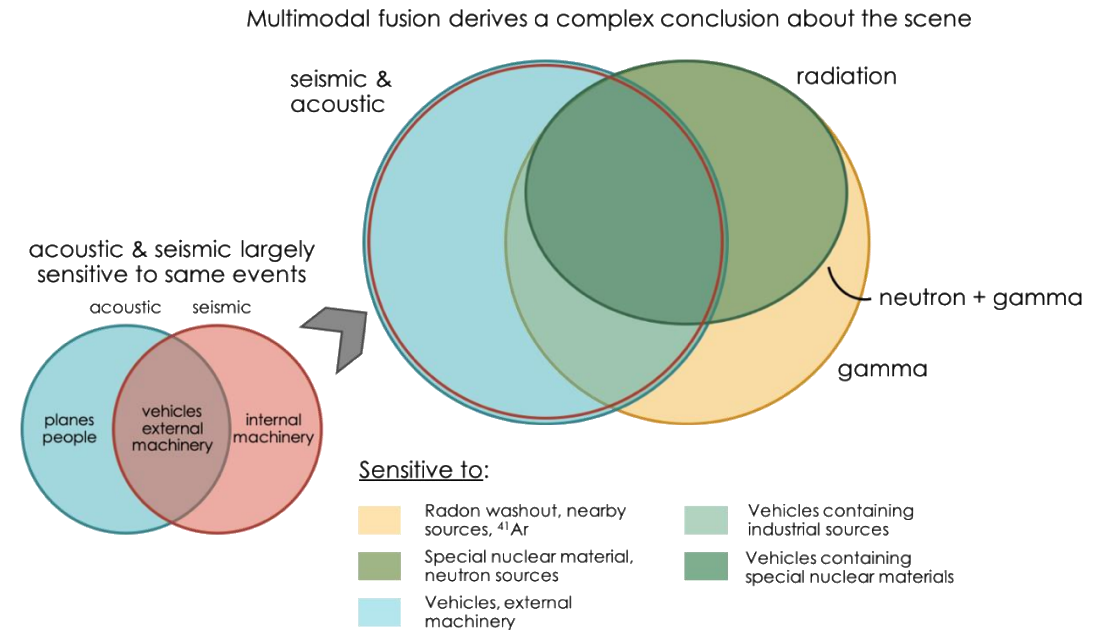 Multimodal fusion derives a complex conclusion about the scene
seismic &
acoustic
radiation
neutron + gamma
gamma
acoustic & seismic largely
sensitive to same events
acoustic
seismic
planes
people
vehicles
external
machinery
internal
machinery
Sensitive to:
Radon washout, nearby
sources, ⁴¹Ar
Special nuclear material,
neutron sources
Vehicles, external
machinery
Vehicles containing
industrial sources
Vehicles containing
special nuclear materials